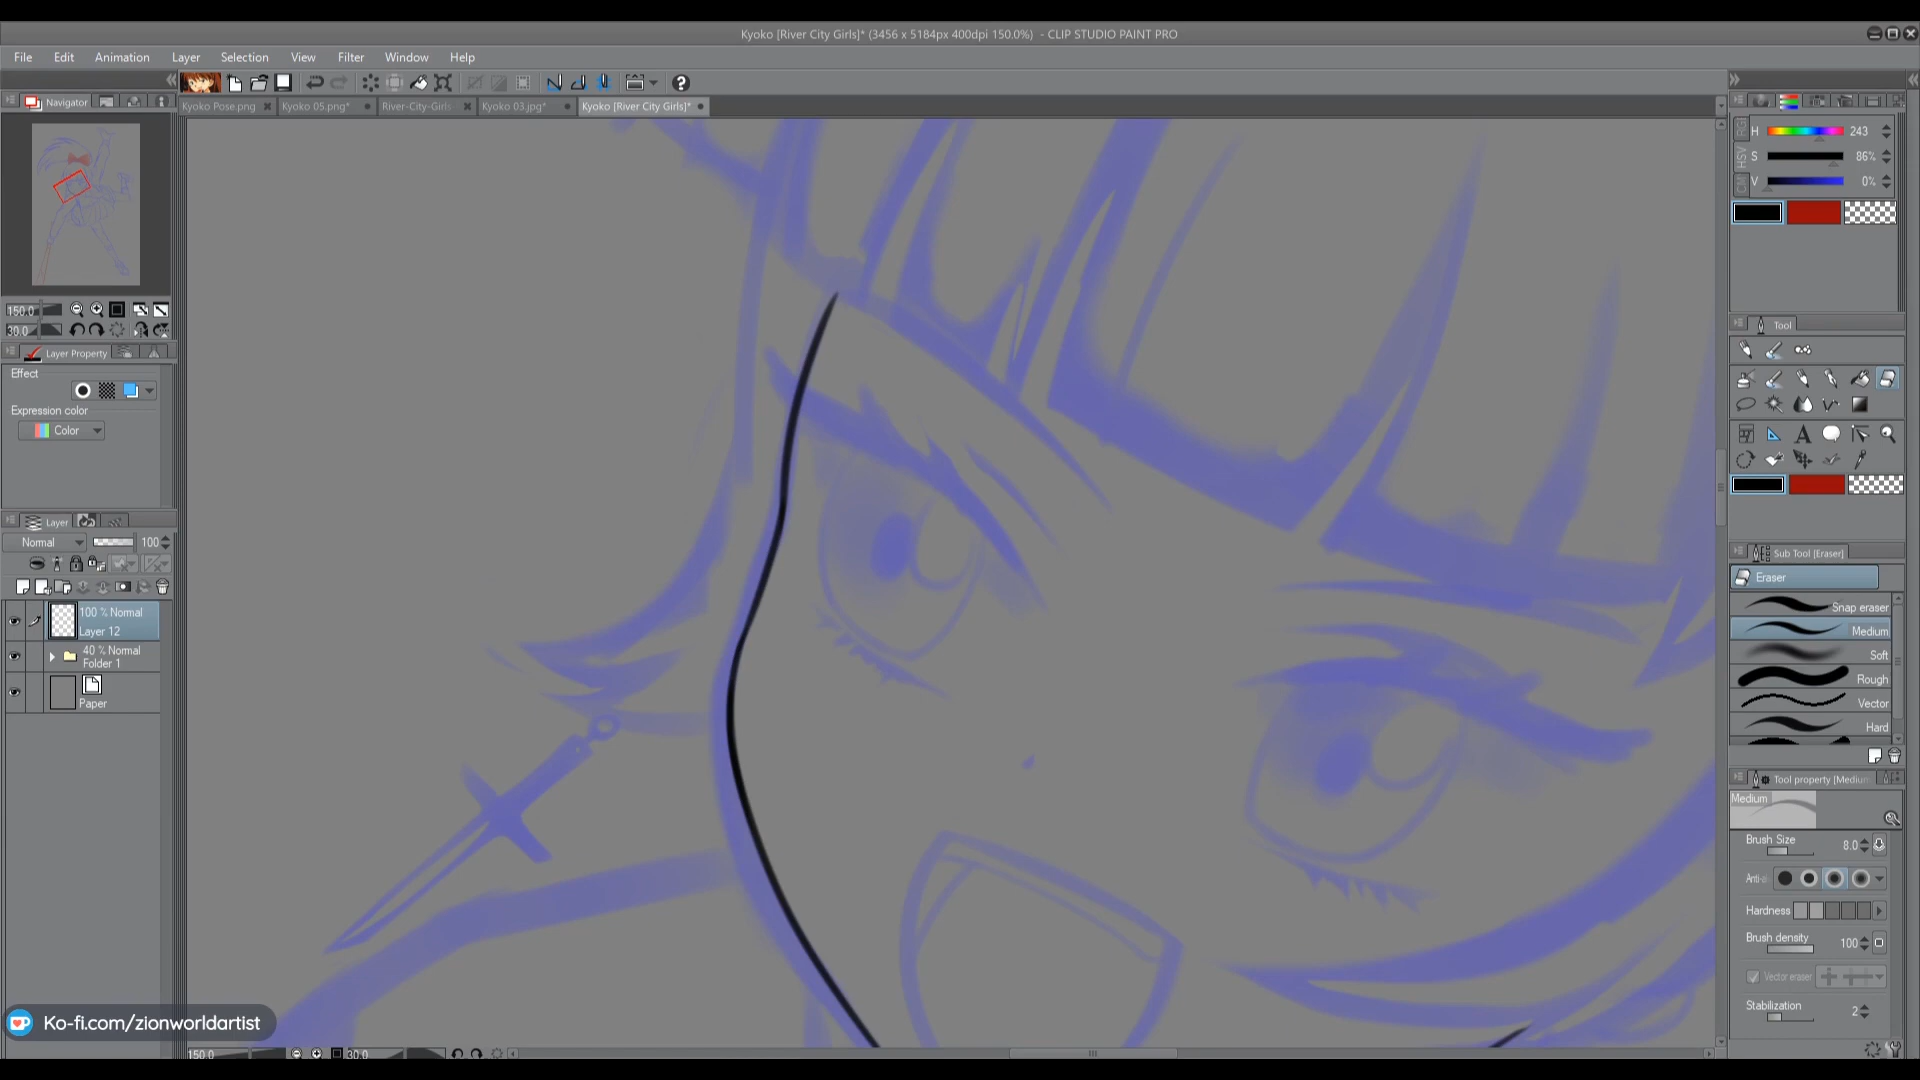 Kyoko [River City Girls]* (3456 x 5184px 400dpi 150.0%) - CLIP STUDIO PAINT PRO
File Edit Animation Layer Selection View Filter Window Help
Navigator
Kyoko Pose.png Kyoko 05.png* River-City-Girls Kyoko 03.jpg* Kyoko [River City Girls]*
RGB H 243
HSV S 86%
V 0%
150.0
30.0
Tool
Layer Property
Effect
Expression color
Color
Layer
Normal 100
100 % Normal
Layer 12
40 % Normal
Folder 1
Paper
Sub Tool [Eraser]
Eraser
Snap eraser
Medium
Soft
Rough
Vector
Hard
Tool property [Medium
Medium
Brush Size 8.0
Anti-a
Hardness
Brush density 100
Vector eraser
Stabilization 2
Ko-fi.com/zionworldartist
150.0 30.0